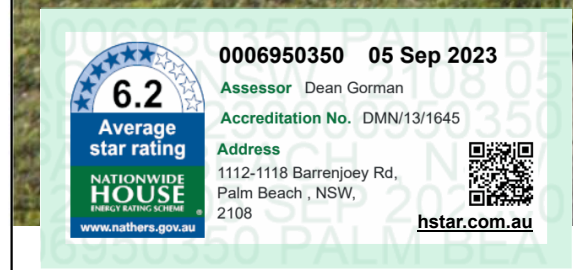 0006950350 05 Sep 2023
6.2
Average
star rating
NATIONWIDE
HOUSE
ENERGY RATING SCHEME
www.nathers.gov.au
Assessor Dean Gorman
Accreditation No. DMN/13/1645
Address
1112-1118 Barrenjoey Rd,
Palm Beach , NSW,
2108
hstar.com.au